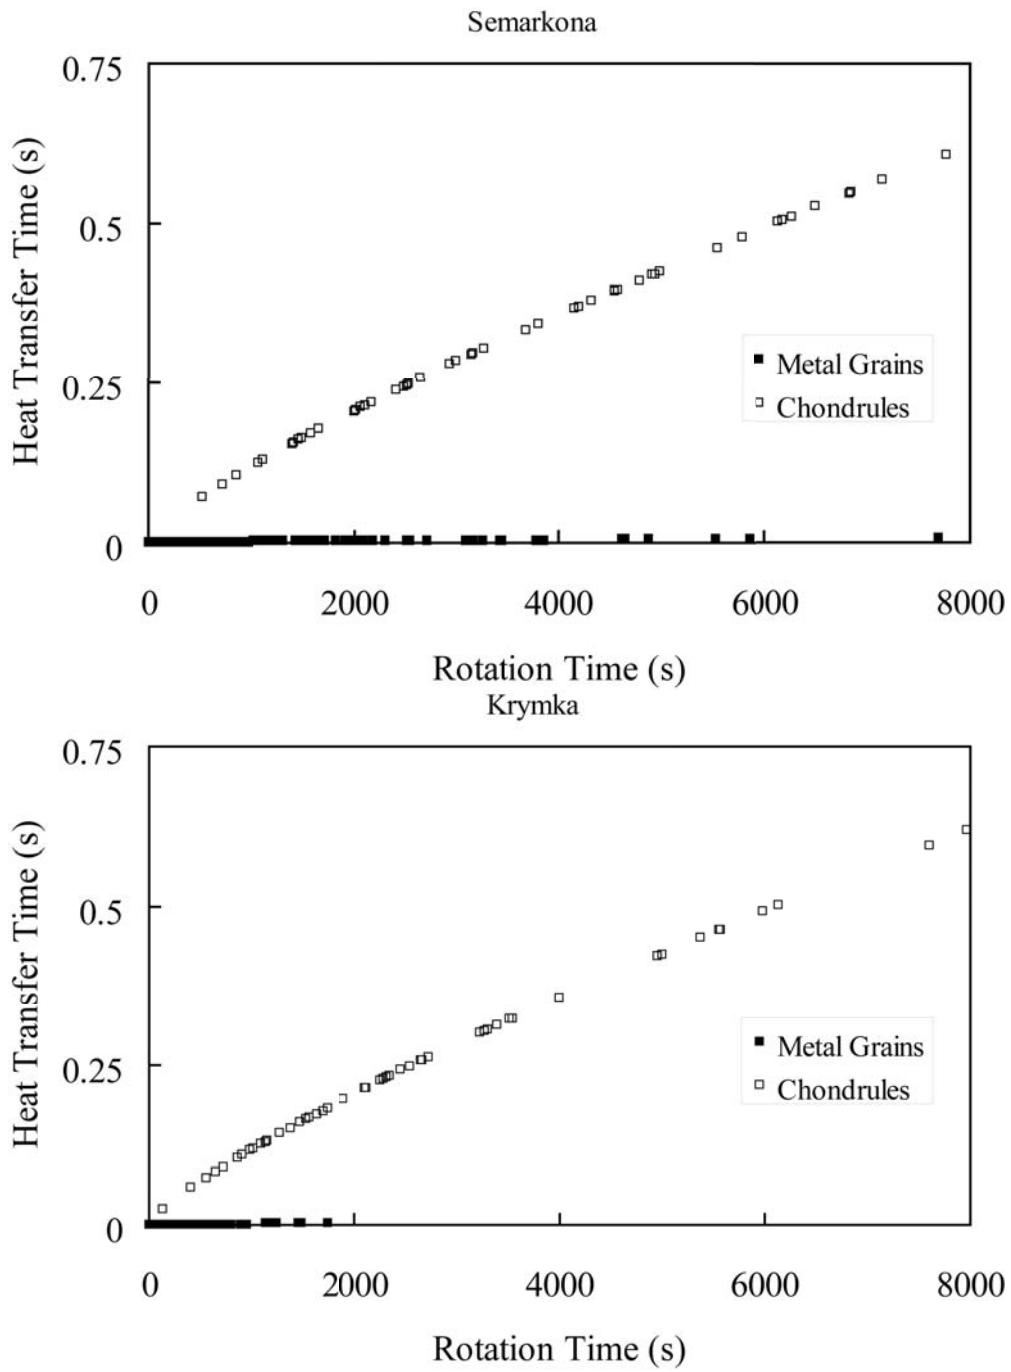 Semarkona
0.75
0.5
0.25
0
Heat Transfer Time (s)
Metal Grains
Chondrules
0 2000 4000 6000 8000
Rotation Time (s)
Krymka
0.75
0.5
0.25
0
Heat Transfer Time (s)
Metal Grains
Chondrules
0 2000 4000 6000 8000
Rotation Time (s)